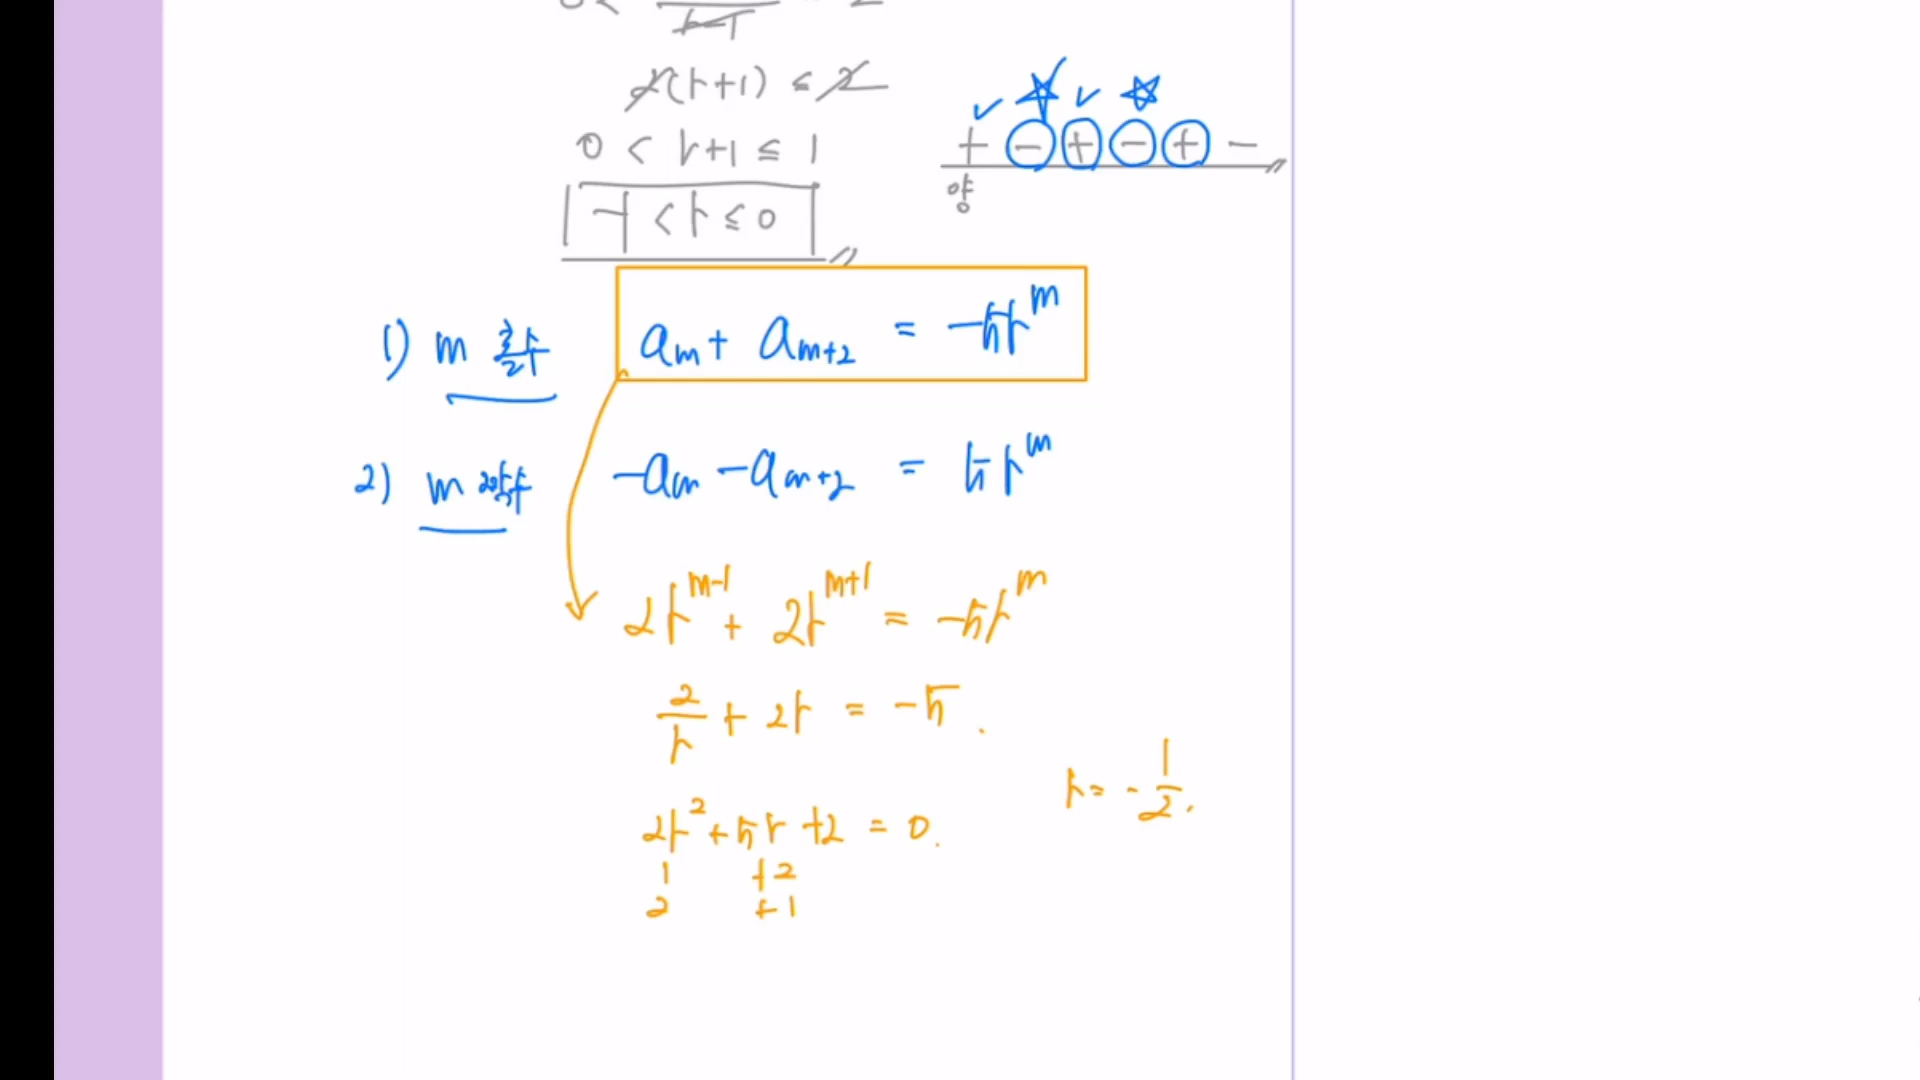 2(r+1) ≤ 2
0 < r+1 ≤ 1
-1 < r ≤ 0
+ - + - + -
양
1) m 홀수 a_m + a_{m+2} = -5r^m
2) m 짝수 -a_m - a_{m+2} = 5r^m
2r^{m-1} + 2r^{m+1} = -5r^m
2/r + 2r = -5.
2r^2 + 5r + 2 = 0.
r = -1/2.
1 +2
2 +1